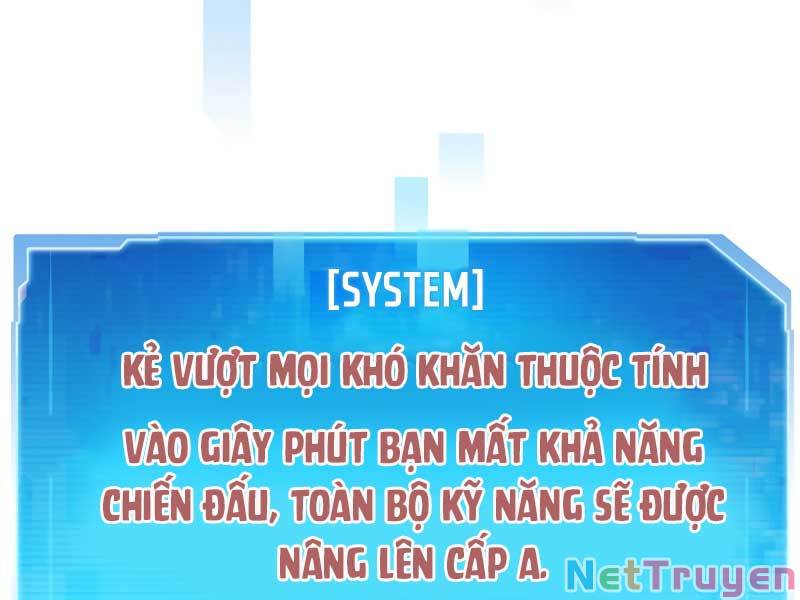 [SYSTEM]
KẺ VƯỢT MỌI KHÓ KHĂN THUỘC TÍNH
VÀO GIÂY PHÚT BẠN MẤT KHẢ NĂNG
CHIẾN ĐẤU, TOÀN BỘ KỸ NĂNG SẼ ĐƯỢC
NÂNG LÊN CẤP A.
NetTruyen